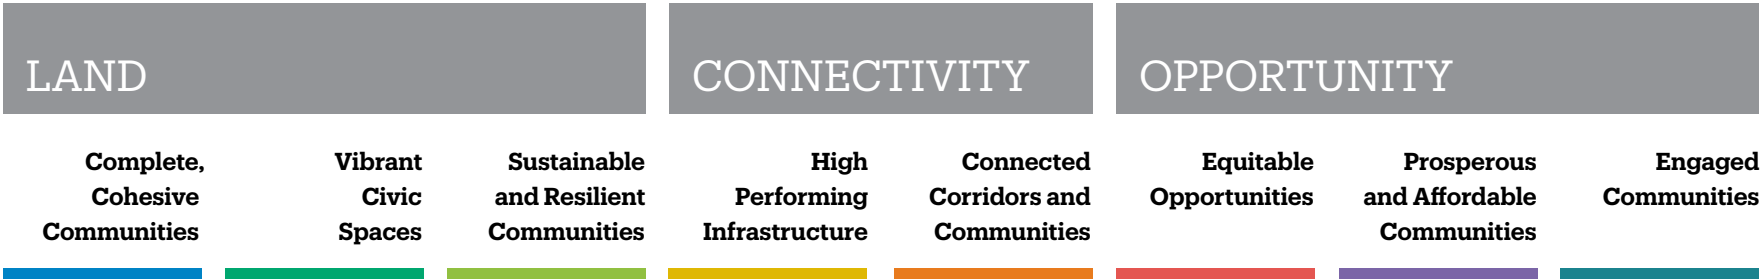 LAND
CONNECTIVITY
OPPORTUNITY
Complete,
Cohesive
Communities
Vibrant
Civic
Spaces
Sustainable
and Resilient
Communities
High
Performing
Infrastructure
Connected
Corridors and
Communities
Equitable
Opportunities
Prosperous
and Affordable
Communities
Engaged
Communities